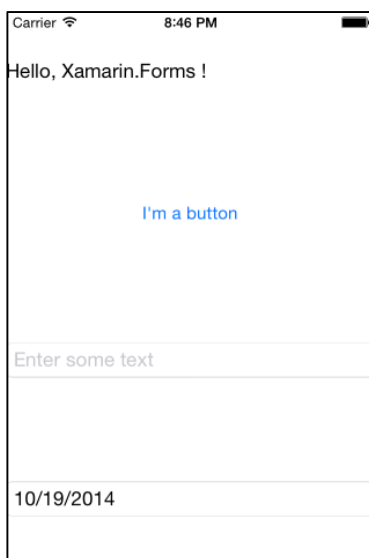 Carrier 8:46 PM
Hello, Xamarin.Forms !
I'm a button
Enter some text
10/19/2014